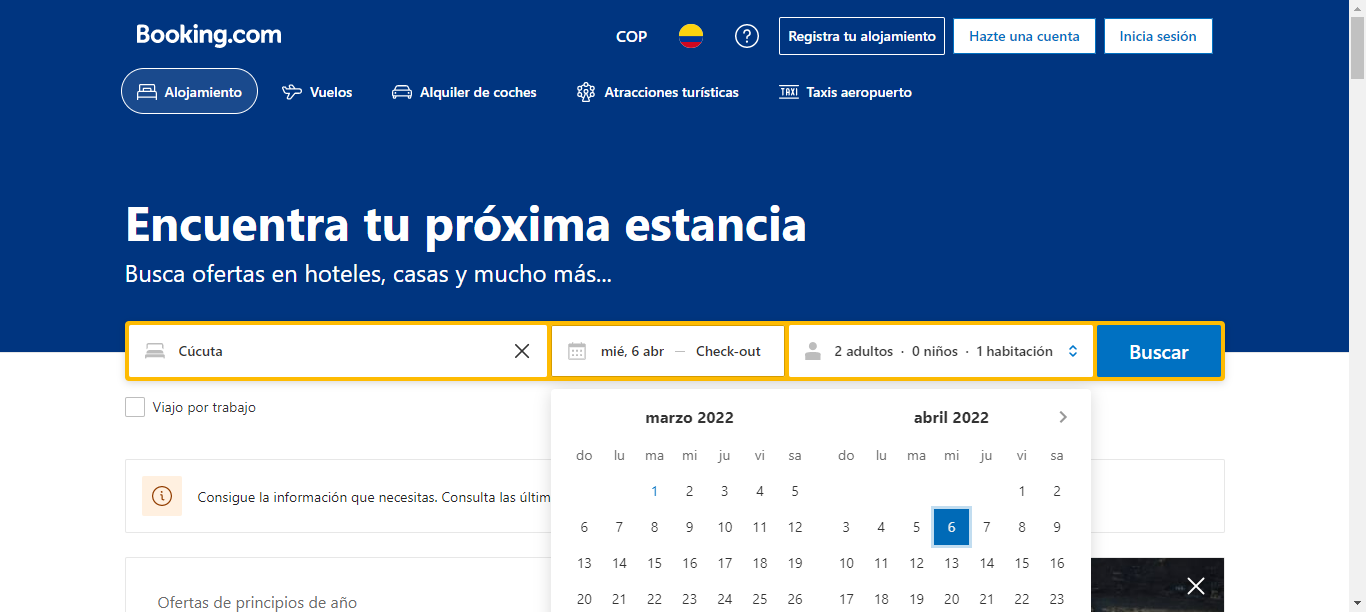 Booking.com
COP
Registra tu alojamiento
Hazte una cuenta
Inicia sesión
Alojamiento
Vuelos
Alquiler de coches
Atracciones turísticas
TAXI Taxis aeropuerto
Encuentra tu próxima estancia
Busca ofertas en hoteles, casas y mucho más...
Cúcuta
mié, 6 abr — Check-out
2 adultos · 0 niños · 1 habitación
Buscar
Viajo por trabajo
marzo 2022
do lu ma mi ju vi sa
1 2 3 4 5
6 7 8 9 10 11 12
13 14 15 16 17 18 19
20 21 22 23 24 25 26
abril 2022
do lu ma mi ju vi sa
1 2
3 4 5 6 7 8 9
10 11 12 13 14 15 16
17 18 19 20 21 22 23
Consigue la información que necesitas. Consulta las últim
Ofertas de principios de año